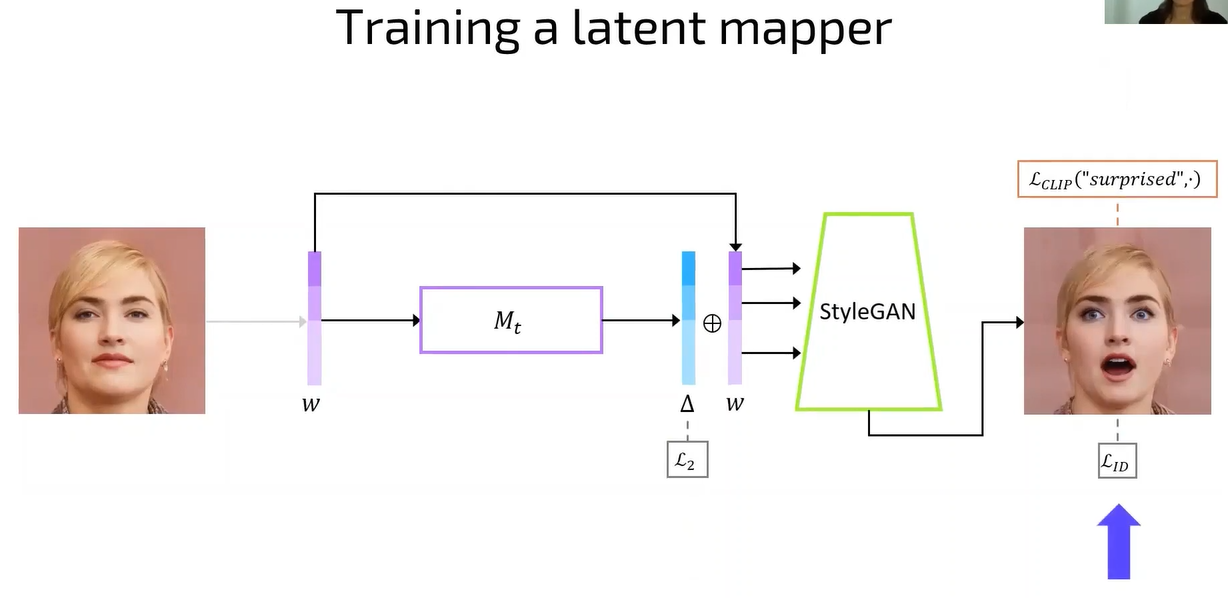 Training a latent mapper
ℒ_CLIP("surprised",·)
M_t
⊕
StyleGAN
w
Δ
w
ℒ_2
ℒ_ID